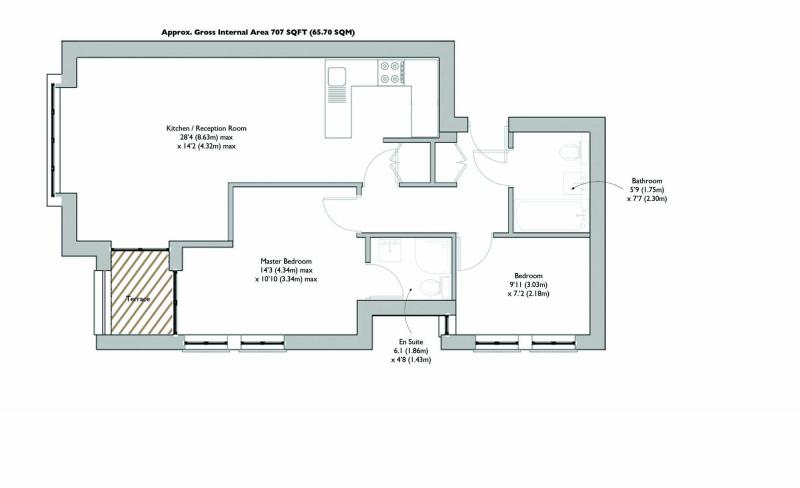 Approx. Gross Internal Area 707 SQFT (65.70 SQM)
Kitchen / Reception Room
28'4 (8.63m) max
x 14'2 (4.32m) max
Bathroom
5'9 (1.75m)
x 7'7 (2.30m)
Master Bedroom
14'3 (4.34m) max
x 10'10 (3.34m) max
Bedroom
9'11 (3.03m)
x 7.'2 (2.18m)
Terrace
En Suite
6.1 (1.86m)
x 4'8 (1.43m)